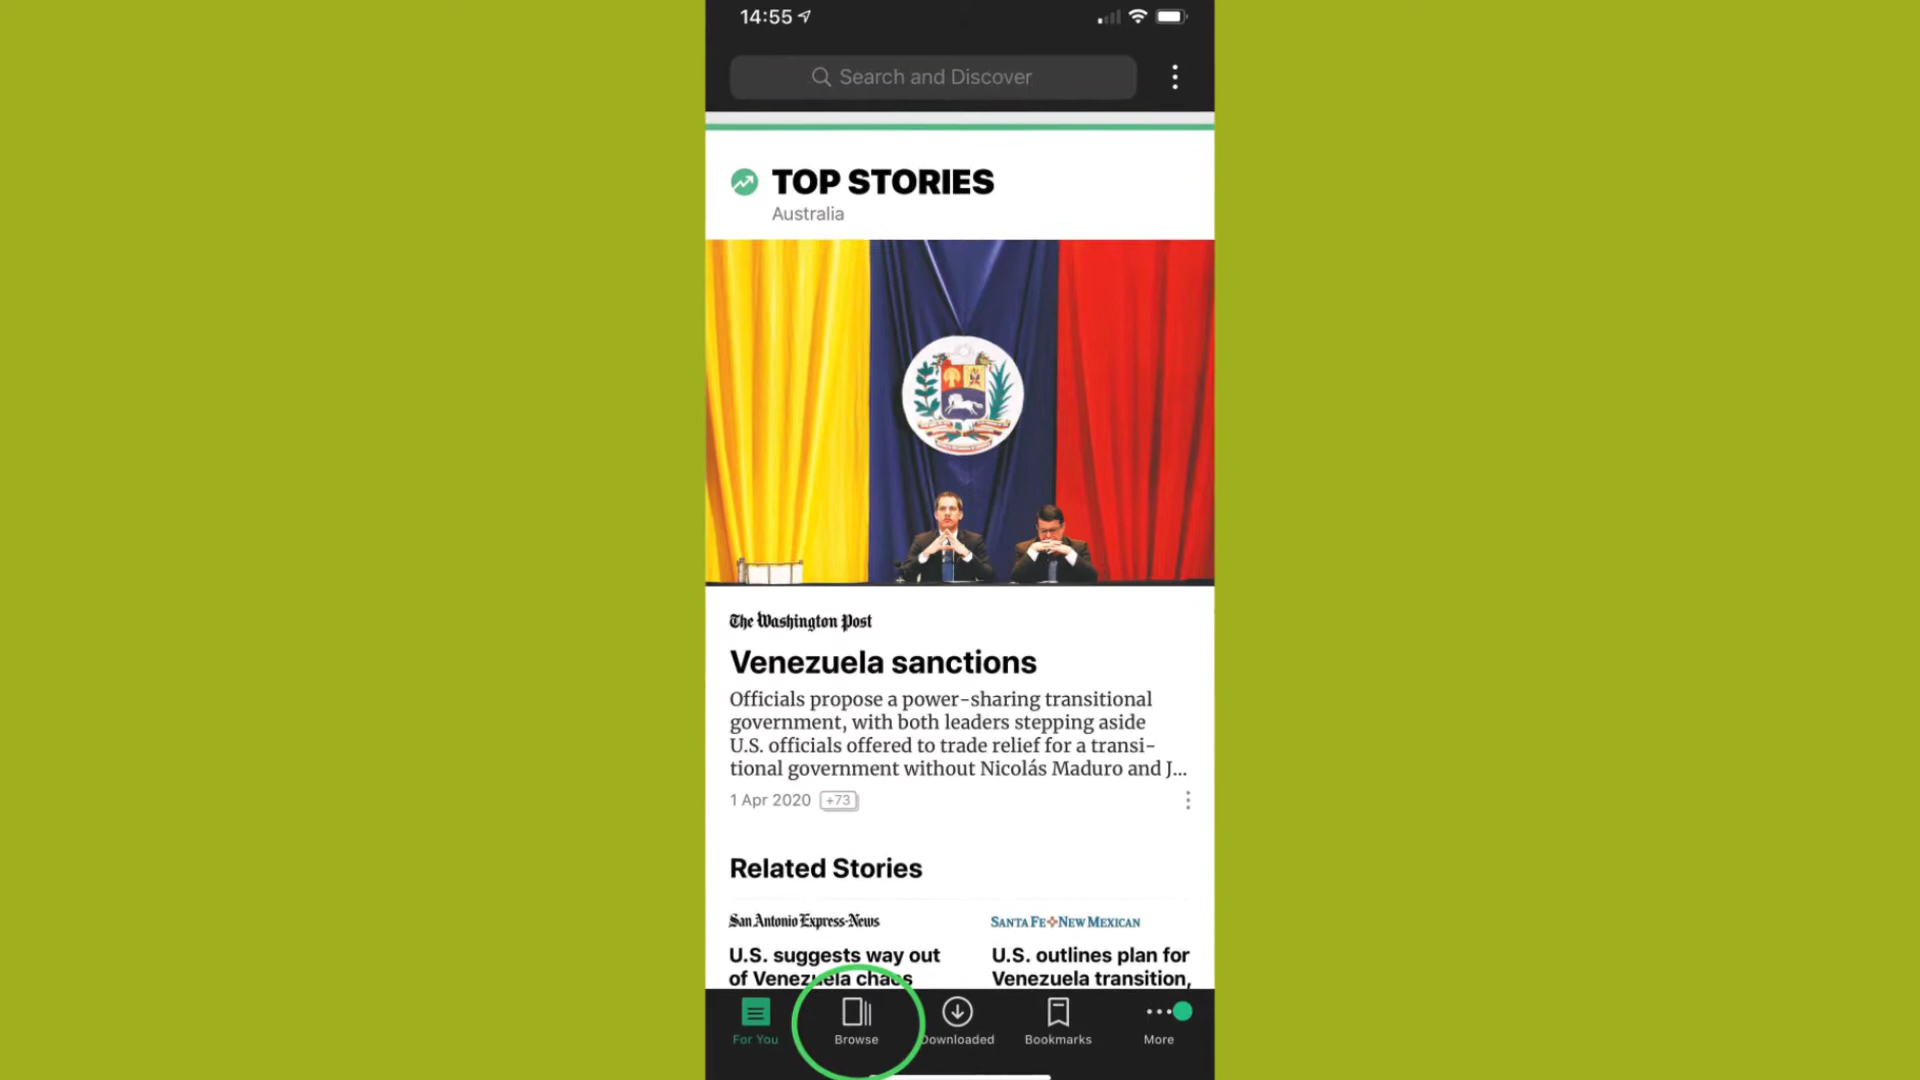 14:55
Search and Discover
TOP STORIES
Australia
The Washington Post
Venezuela sanctions
Officials propose a power-sharing transitional
government, with both leaders stepping aside
U.S. officials offered to trade relief for a transi-
tional government without Nicolás Maduro and J...
1 Apr 2020 +73
Related Stories
San Antonio Express-News
U.S. suggests way out
of Venezuela chaos
SANTA FE NEW MEXICAN
U.S. outlines plan for
Venezuela transition,
For You
Browse
Downloaded
Bookmarks
More